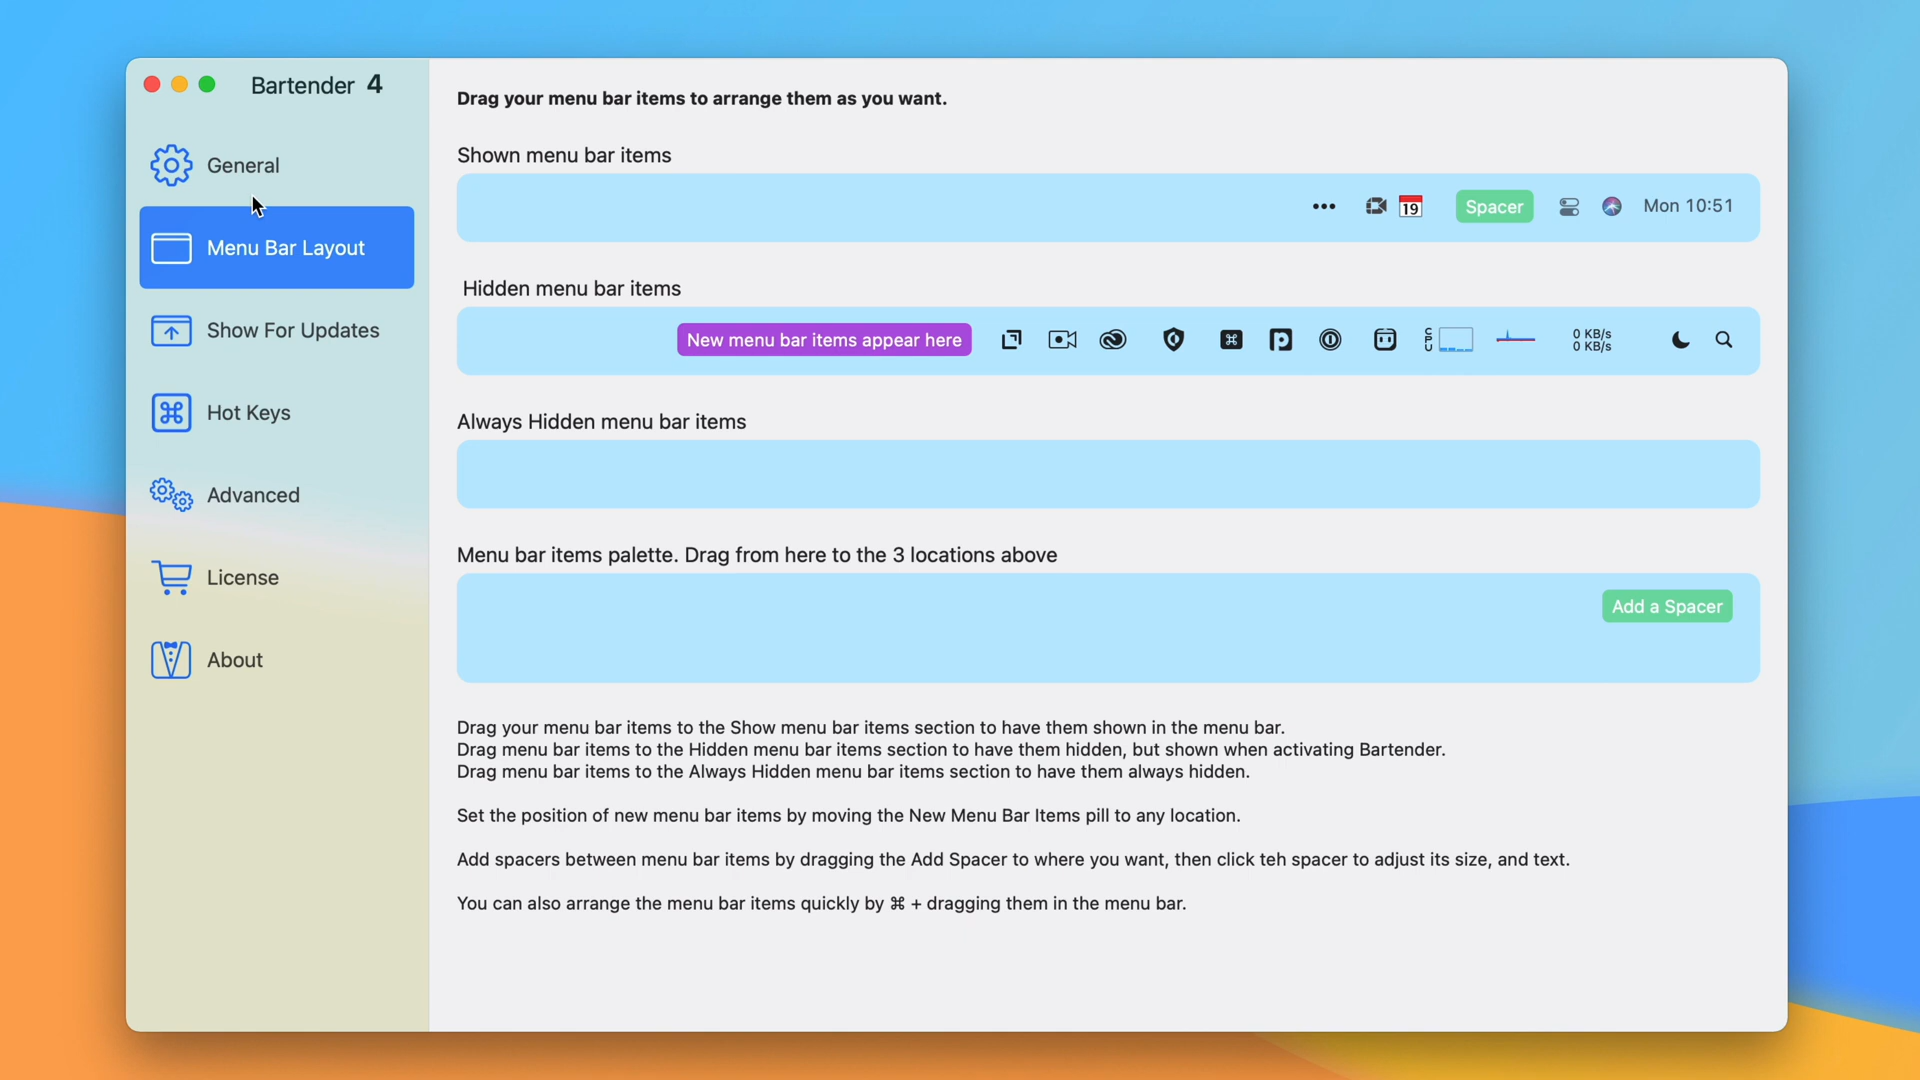 Bartender 4
General
Menu Bar Layout
Show For Updates
Hot Keys
Advanced
License
About
Drag your menu bar items to arrange them as you want.
Shown menu bar items
19
Spacer
Mon 10:51
Hidden menu bar items
New menu bar items appear here
CPU
0 KB/s
0 KB/s
Always Hidden menu bar items
Menu bar items palette. Drag from here to the 3 locations above
Add a Spacer
Drag your menu bar items to the Show menu bar items section to have them shown in the menu bar.
Drag menu bar items to the Hidden menu bar items section to have them hidden, but shown when activating Bartender.
Drag menu bar items to the Always Hidden menu bar items section to have them always hidden.
Set the position of new menu bar items by moving the New Menu Bar Items pill to any location.
Add spacers between menu bar items by dragging the Add Spacer to where you want, then click teh spacer to adjust its size, and text.
You can also arrange the menu bar items quickly by ⌘ + dragging them in the menu bar.